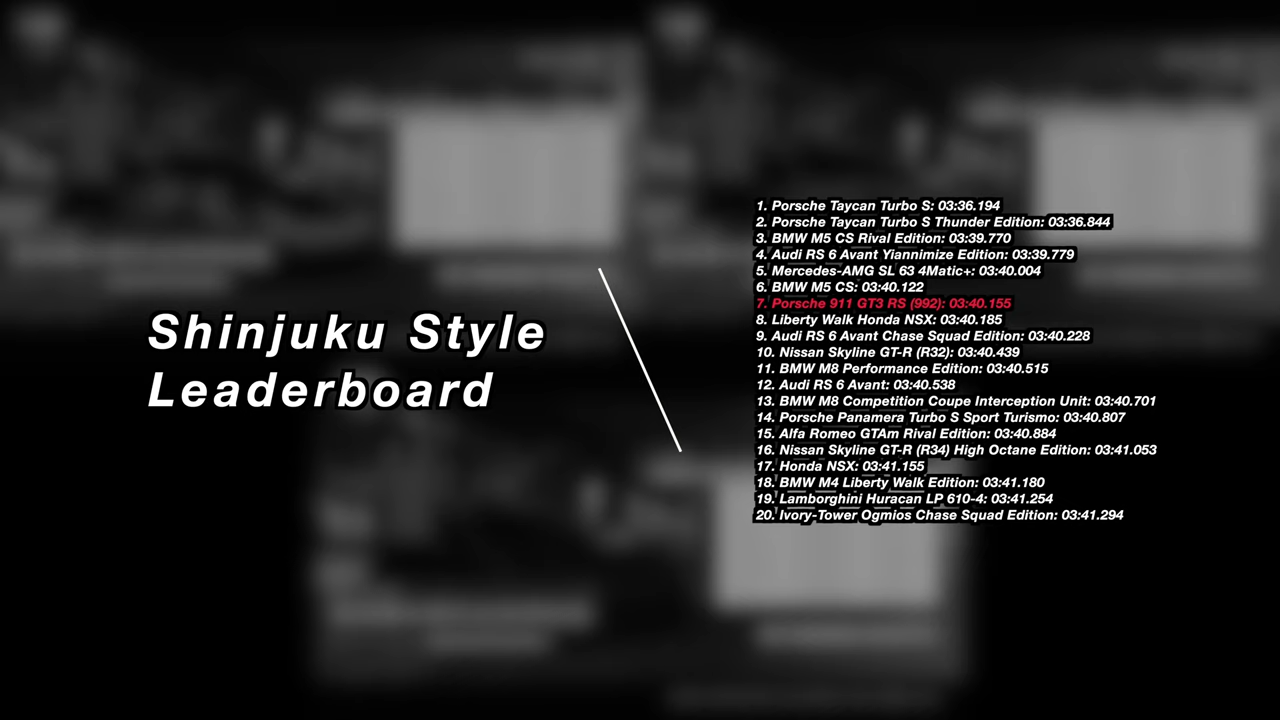 Shinjuku Style
Leaderboard
1. Porsche Taycan Turbo S: 03:36.194
2. Porsche Taycan Turbo S Thunder Edition: 03:36.844
3. BMW M5 CS Rival Edition: 03:39.770
4. Audi RS 6 Avant Yiannimize Edition: 03:39.779
5. Mercedes-AMG SL 63 4Matic+: 03:40.004
6. BMW M5 CS: 03:40.122
7. Porsche 911 GT3 RS (992): 03:40.155
8. Liberty Walk Honda NSX: 03:40.185
9. Audi RS 6 Avant Chase Squad Edition: 03:40.228
10. Nissan Skyline GT-R (R32): 03:40.439
11. BMW M8 Performance Edition: 03:40.515
12. Audi RS 6 Avant: 03:40.538
13. BMW M8 Competition Coupe Interception Unit: 03:40.701
14. Porsche Panamera Turbo S Sport Turismo: 03:40.807
15. Alfa Romeo GTAm Rival Edition: 03:40.884
16. Nissan Skyline GT-R (R34) High Octane Edition: 03:41.053
17. Honda NSX: 03:41.155
18. BMW M4 Liberty Walk Edition: 03:41.180
19. Lamborghini Huracan LP 610-4: 03:41.254
20. Ivory-Tower Ogmios Chase Squad Edition: 03:41.294